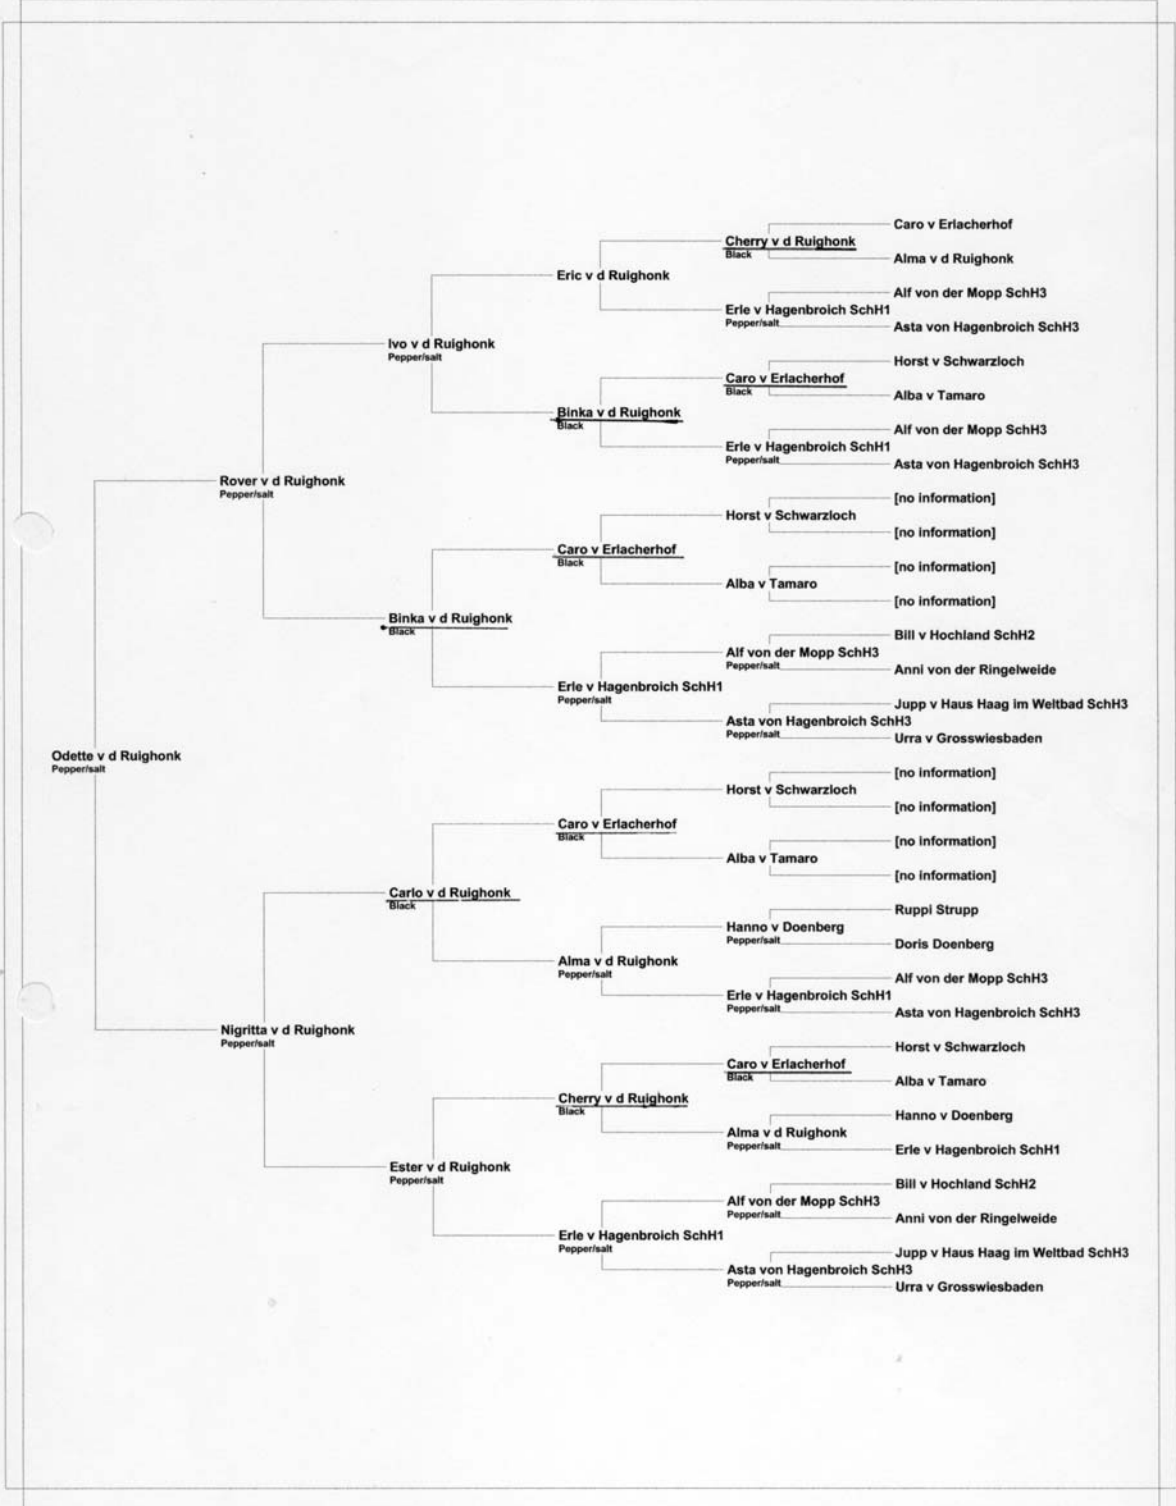 Caro v Erlacherhof
Cherry v d Ruighonk
Black
Alma v d Ruighonk
Eric v d Ruighonk
Alf von der Mopp SchH3
Erle v Hagenbroich SchH1
Pepper/salt
Asta von Hagenbroich SchH3
Ivo v d Ruighonk
Pepper/salt
Horst v Schwarzloch
Caro v Erlacherhof
Black
Alba v Tamaro
Binka v d Ruighonk
Black
Alf von der Mopp SchH3
Erle v Hagenbroich SchH1
Pepper/salt
Asta von Hagenbroich SchH3
Rover v d Ruighonk
Pepper/salt
[no information]
Horst v Schwarzloch
[no information]
Caro v Erlacherhof
Black
[no information]
Alba v Tamaro
[no information]
Binka v d Ruighonk
Black
Bill v Hochland SchH2
Alf von der Mopp SchH3
Pepper/salt
Anni von der Ringelweide
Erle v Hagenbroich SchH1
Pepper/salt
Jupp v Haus Haag im Weltbad SchH3
Asta von Hagenbroich SchH3
Pepper/salt
Urra v Grosswiesbaden
Odette v d Ruighonk
Pepper/salt
[no information]
Horst v Schwarzloch
[no information]
Caro v Erlacherhof
Black
[no information]
Alba v Tamaro
[no information]
Carlo v d Ruighonk
Black
Ruppi Strupp
Hanno v Doenberg
Pepper/salt
Doris Doenberg
Alma v d Ruighonk
Pepper/salt
Alf von der Mopp SchH3
Erle v Hagenbroich SchH1
Pepper/salt
Asta von Hagenbroich SchH3
Nigritta v d Ruighonk
Pepper/salt
Horst v Schwarzloch
Caro v Erlacherhof
Black
Alba v Tamaro
Cherry v d Ruighonk
Black
Hanno v Doenberg
Alma v d Ruighonk
Pepper/salt
Erle v Hagenbroich SchH1
Ester v d Ruighonk
Pepper/salt
Bill v Hochland SchH2
Alf von der Mopp SchH3
Pepper/salt
Anni von der Ringelweide
Erle v Hagenbroich SchH1
Pepper/salt
Jupp v Haus Haag im Weltbad SchH3
Asta von Hagenbroich SchH3
Pepper/salt
Urra v Grosswiesbaden